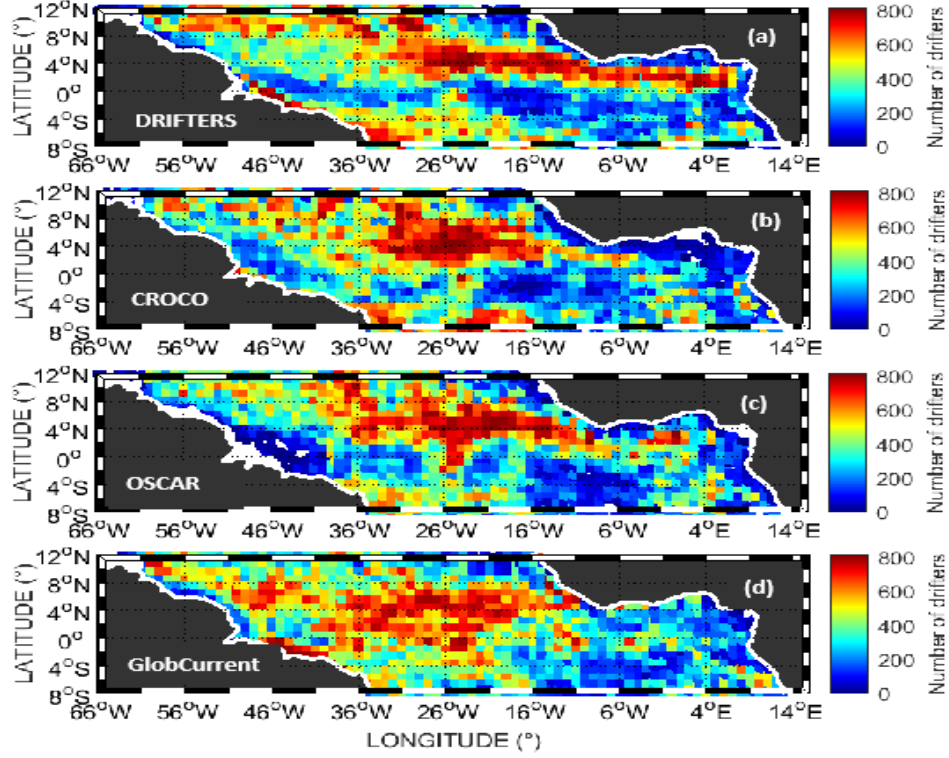 LATITUDE (°)
12°N
8°N
4°N
0°
4°S
8°S
(a)
DRIFTERS
66°W 56°W 46°W 36°W 26°W 16°W 6°W 4°E 14°E
800
600
400
200
0
Number of drifters
LATITUDE (°)
12°N
8°N
4°N
0°
4°S
8°S
(b)
CROCO
66°W 56°W 46°W 36°W 26°W 16°W 6°W 4°E 14°E
800
600
400
200
0
Number of drifters
LATITUDE (°)
12°N
8°N
4°N
0°
4°S
8°S
(c)
OSCAR
66°W 56°W 46°W 36°W 26°W 16°W 6°W 4°E 14°E
800
600
400
200
0
Number of drifters
LATITUDE (°)
12°N
8°N
4°N
0°
4°S
8°S
(d)
GlobCurrent
66°W 56°W 46°W 36°W 26°W 16°W 6°W 4°E 14°E
800
600
400
200
0
Number of drifters
LONGITUDE (°)